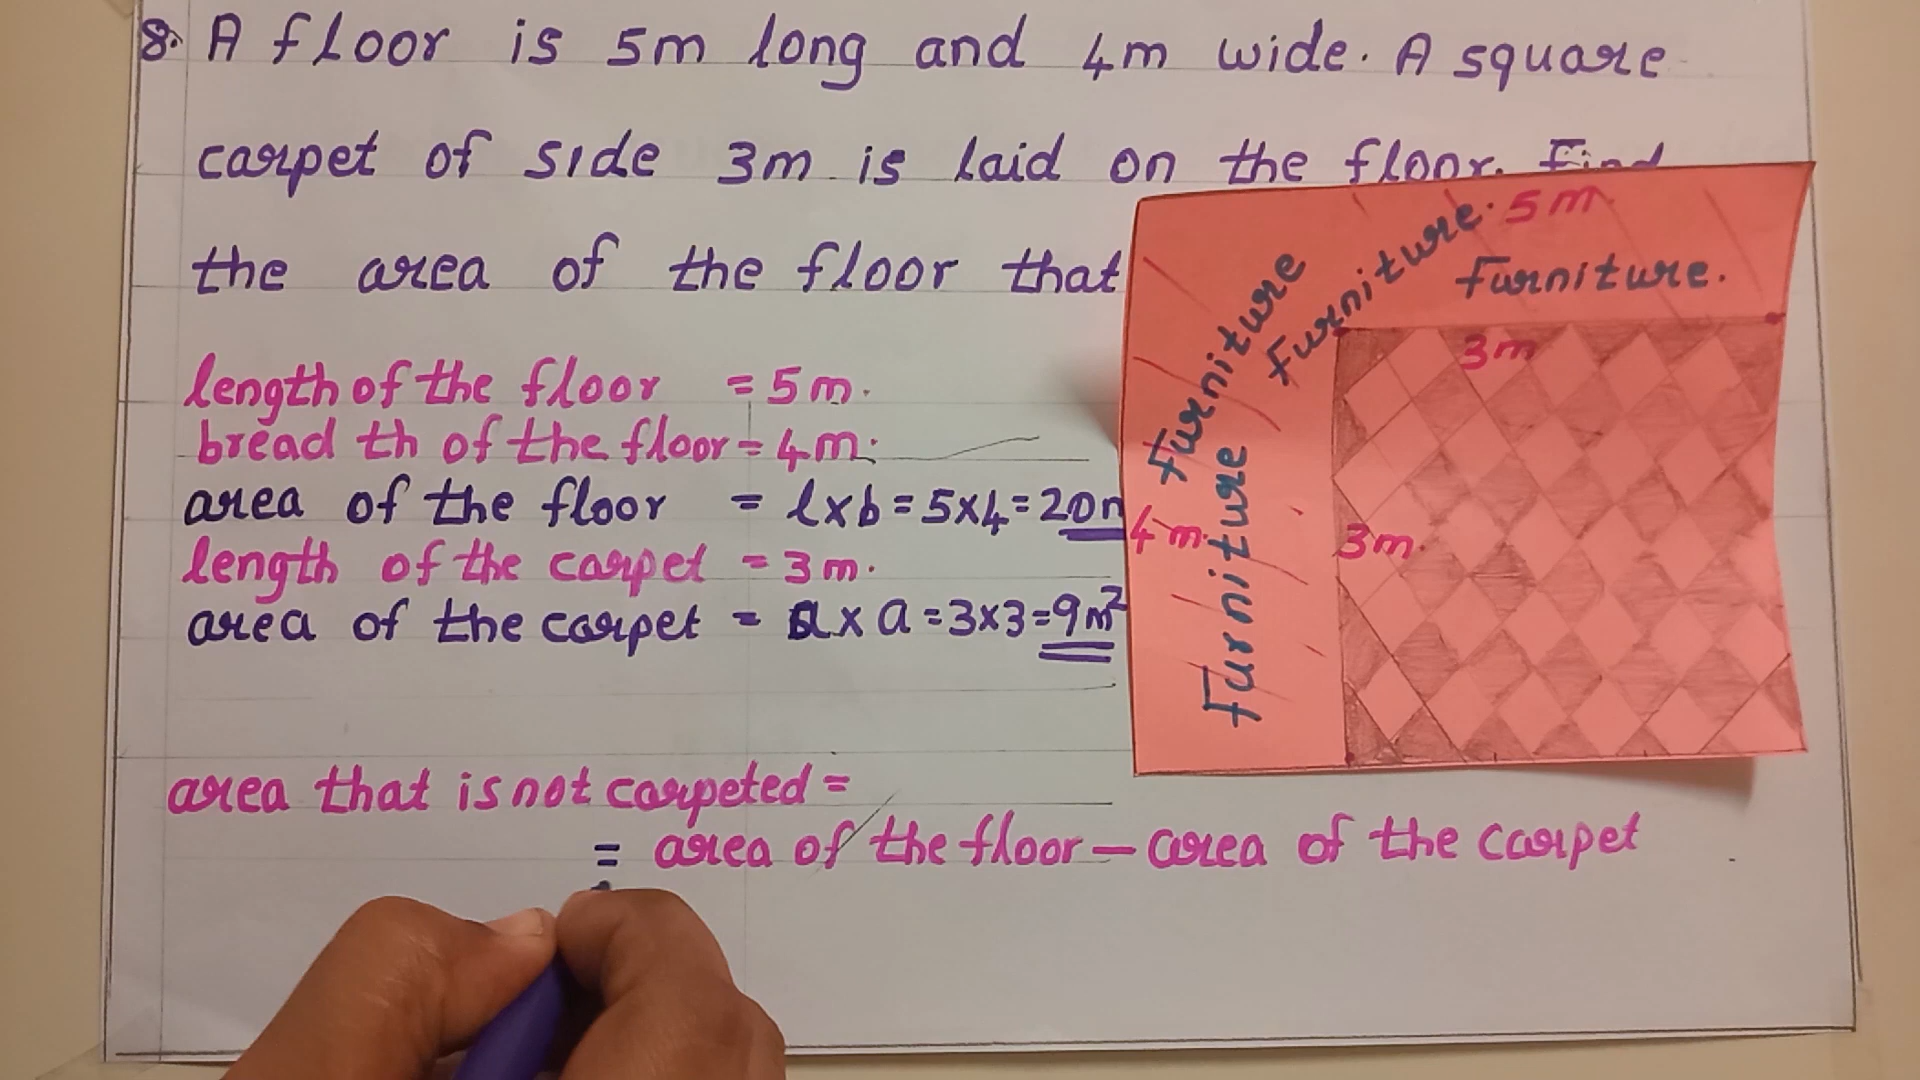 8. A floor is 5m long and 4m wide. A square
carpet of side 3m is laid on the floor. Find
the area of the floor that
length of the floor = 5m.
breadth of the floor = 4m.
area of the floor = l×b = 5×4 = 20m
length of the carpet = 3m.
area of the carpet = a × a = 3×3 = 9m²
area that is not carpeted =
= area of the floor — area of the carpet
5m.
Furniture.
Furniture.
Furniture
Furniture
3m
4m.
3m.